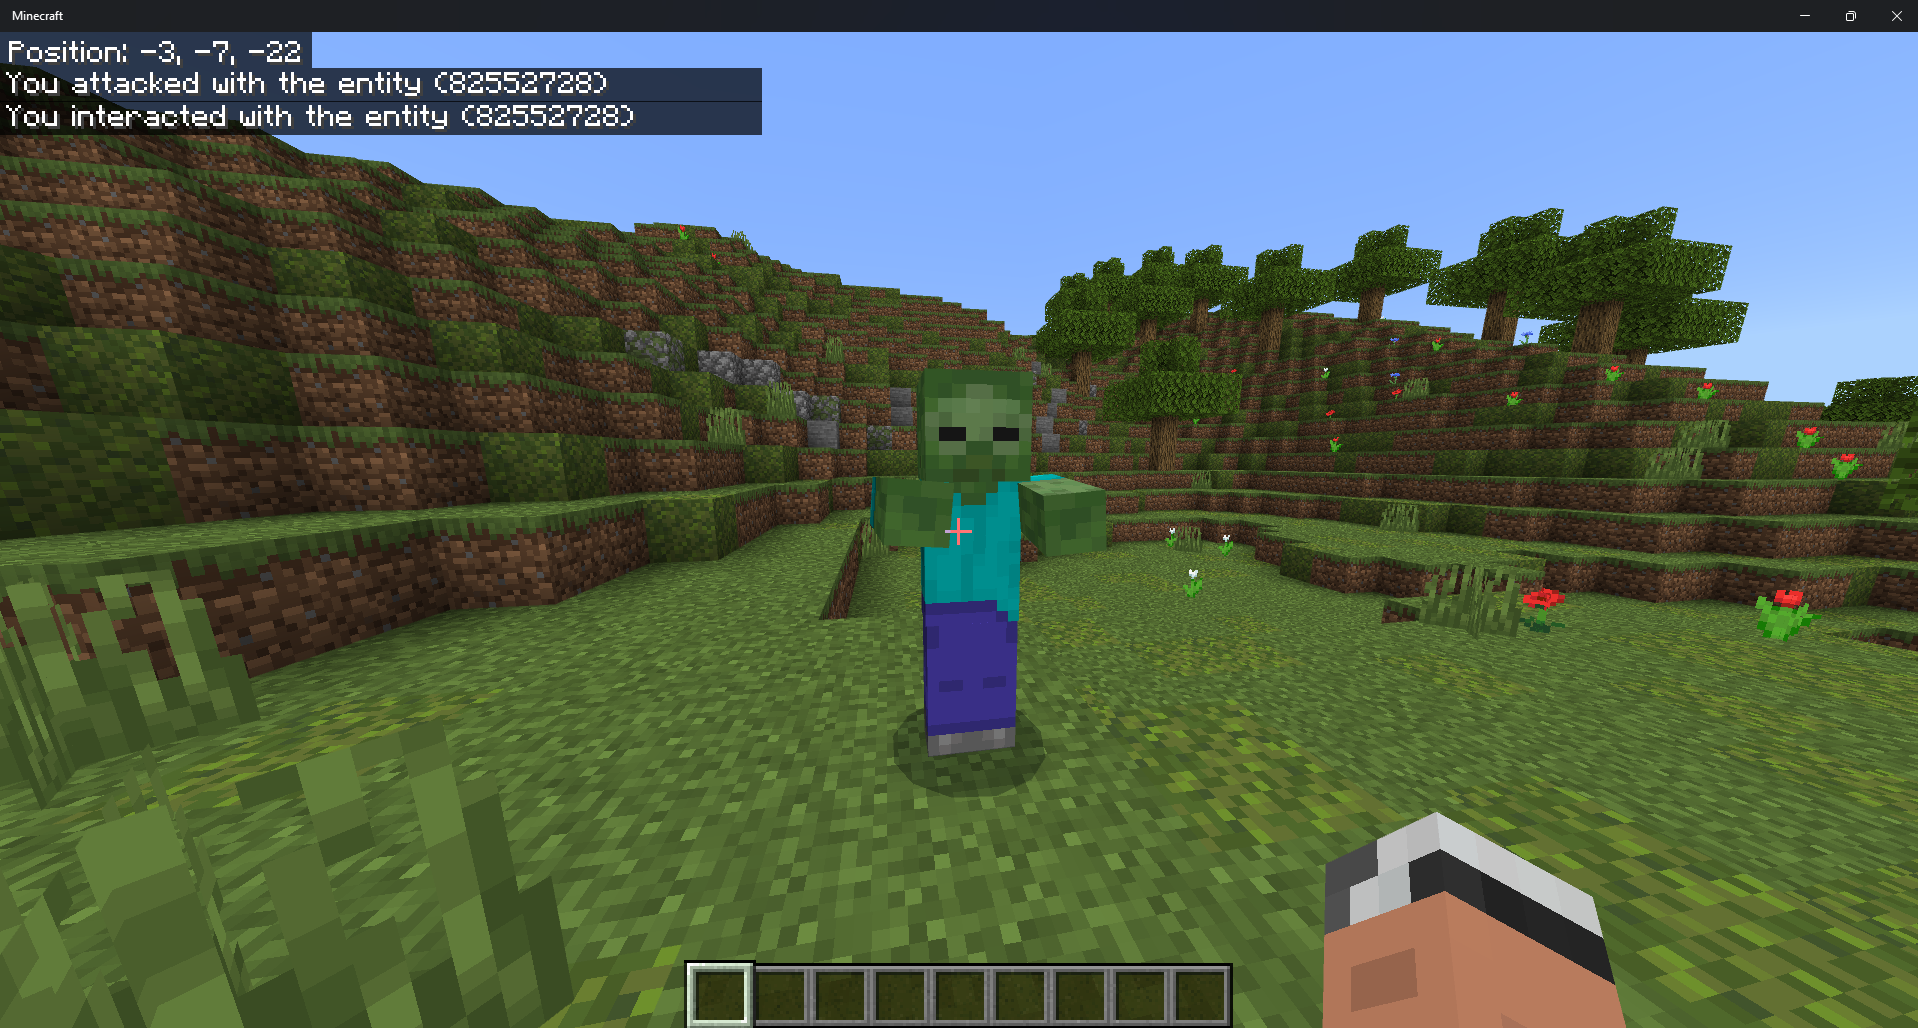 Minecraft
Position: -3, -7, -22
You attacked with the entity (82552728)
You interacted with the entity (82552728)